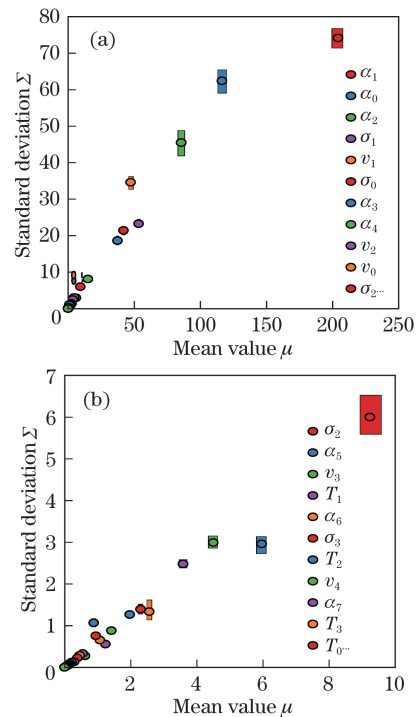 (a)
Standard deviation Σ
80
70
60
50
40
30
20
10
0
50
100
150
200
250
Mean value μ
α₁
α₀
α₂
σ₁
v₁
σ₀
α₃
α₄
v₂
v₀
σ₂...
(b)
Standard deviation Σ
7
6
5
4
3
2
1
0
2
4
6
8
10
Mean value μ
σ₂
α₅
v₃
T₁
α₆
σ₃
T₂
v₄
α₇
T₃
T₀...